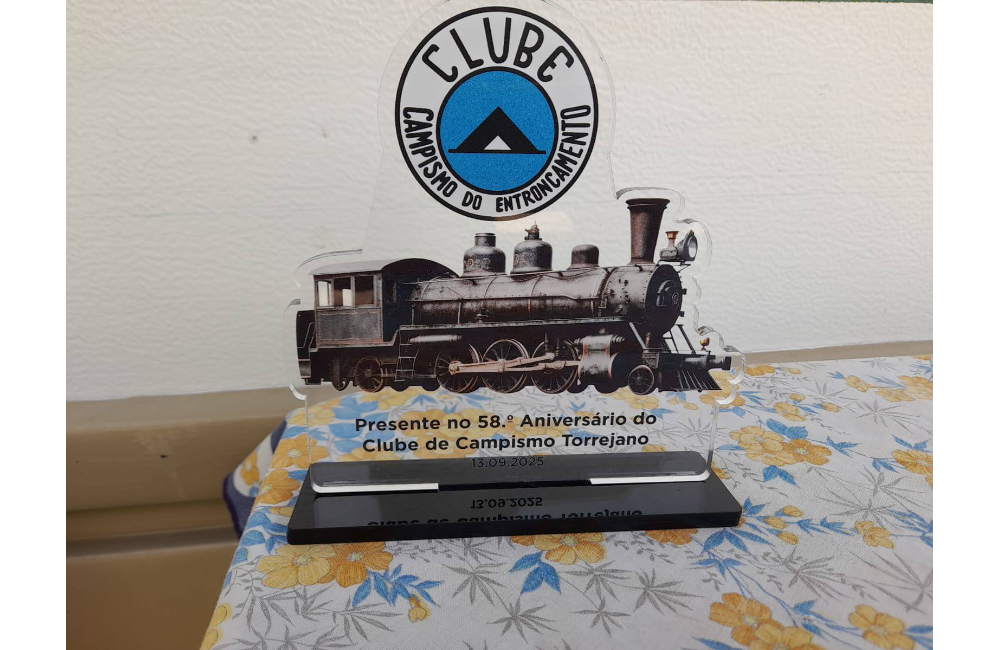 CLUBE
CAMPISMO DO ENTRONCAMENTO
Presente no 58.º Aniversário do
Clube de Campismo Torrejano
13.09.2025